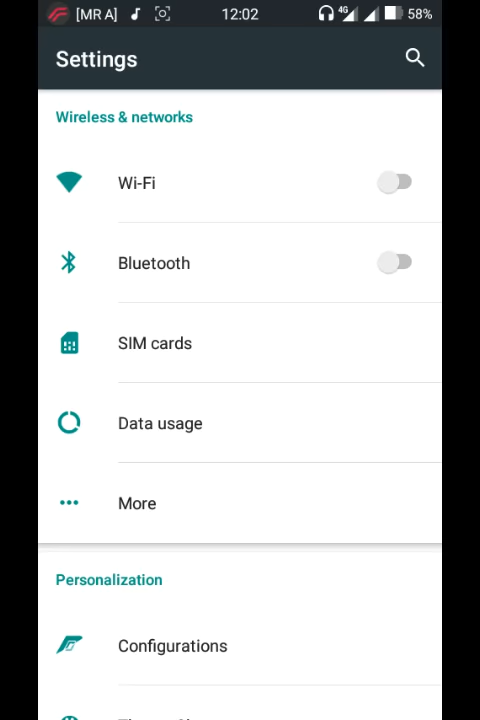 [MR A] 12:02 4G 58%
Settings
Wireless & networks
Wi-Fi
Bluetooth
SIM cards
Data usage
More
Personalization
Configurations